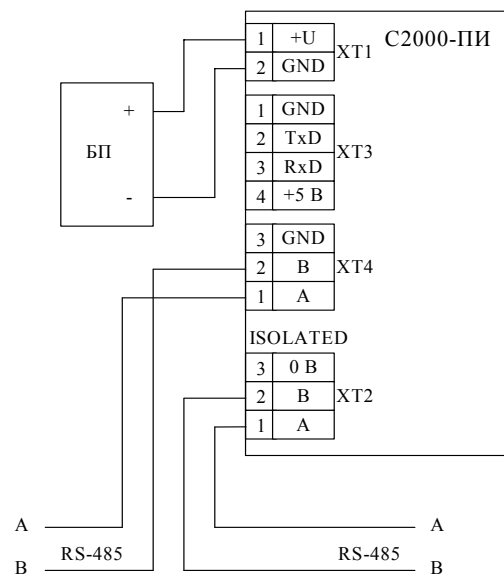 С2000-ПИ
1 +U
2 GND
XT1
+
БП
-
1 GND
2 TxD
3 RxD
4 +5 В
XT3
3 GND
2 B
1 A
XT4
ISOLATED
3 0 В
2 B
1 A
XT2
A
B
RS-485
RS-485
A
B